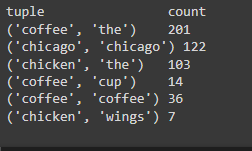 tuple count
('coffee', 'the') 201
('chicago', 'chicago') 122
('chicken', 'the') 103
('coffee', 'cup') 14
('coffee', 'coffee') 36
('chicken', 'wings') 7